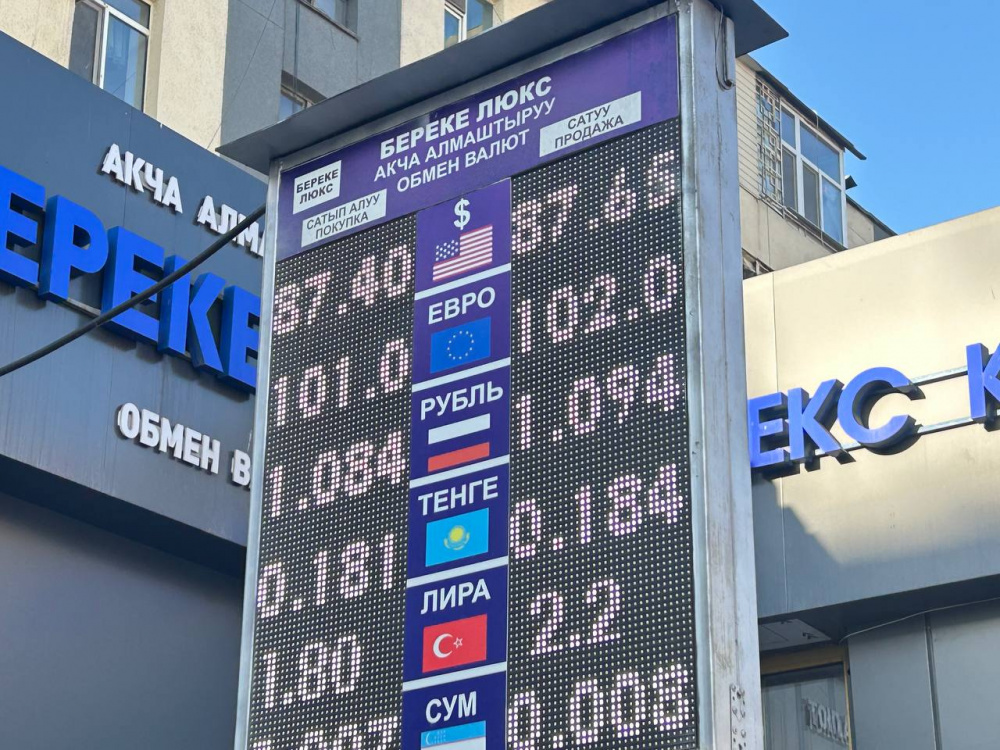 БЕРЕКЕ ЛЮКС
АКЧА АЛМАШТЫРУУ
ОБМЕН ВАЛЮТ
БЕРЕКЕ
ЛЮКС
САТЫП АЛУУ
ПОКУПКА
САТУУ
ПРОДАЖА
87.40 $ 87.65
101.0 ЕВРО 102.0
1.084 РУБЛЬ 1.094
0.181 ТЕНГЕ 0.184
1.80 ЛИРА 2.2
СУМ 0.008
АКЧА АЛМ
ЕРЕКЕ
ОБМЕН В
ЕКС К